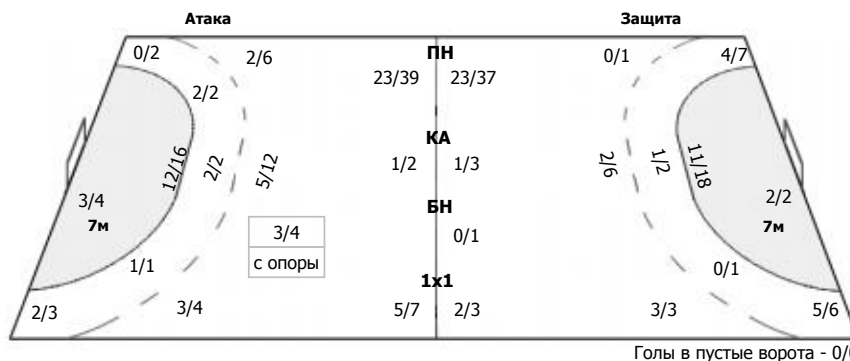 Атака Защита
0/2 2/6 ПН 0/1 4/7
23/39 23/37
2/2
КА
12/16 2/2 5/12 1/2 1/3 2/6 1/2 11/18
3/4 2/2
7м 7м
БН
3/4 0/1
с опоры
1/1 0/1
1x1
2/3 3/4 5/7 2/3 3/3 5/6
Голы в пустые ворота - 0/